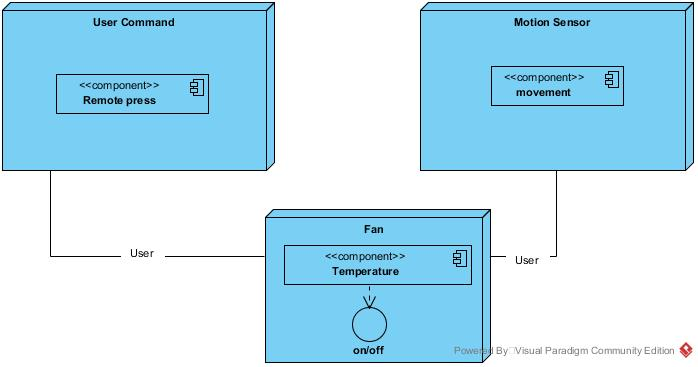 User Command
<<component>>
Remote press
Motion Sensor
<<component>>
movement
User
User
Fan
<<component>>
Temperature
on/off
Powered By Visual Paradigm Community Edition